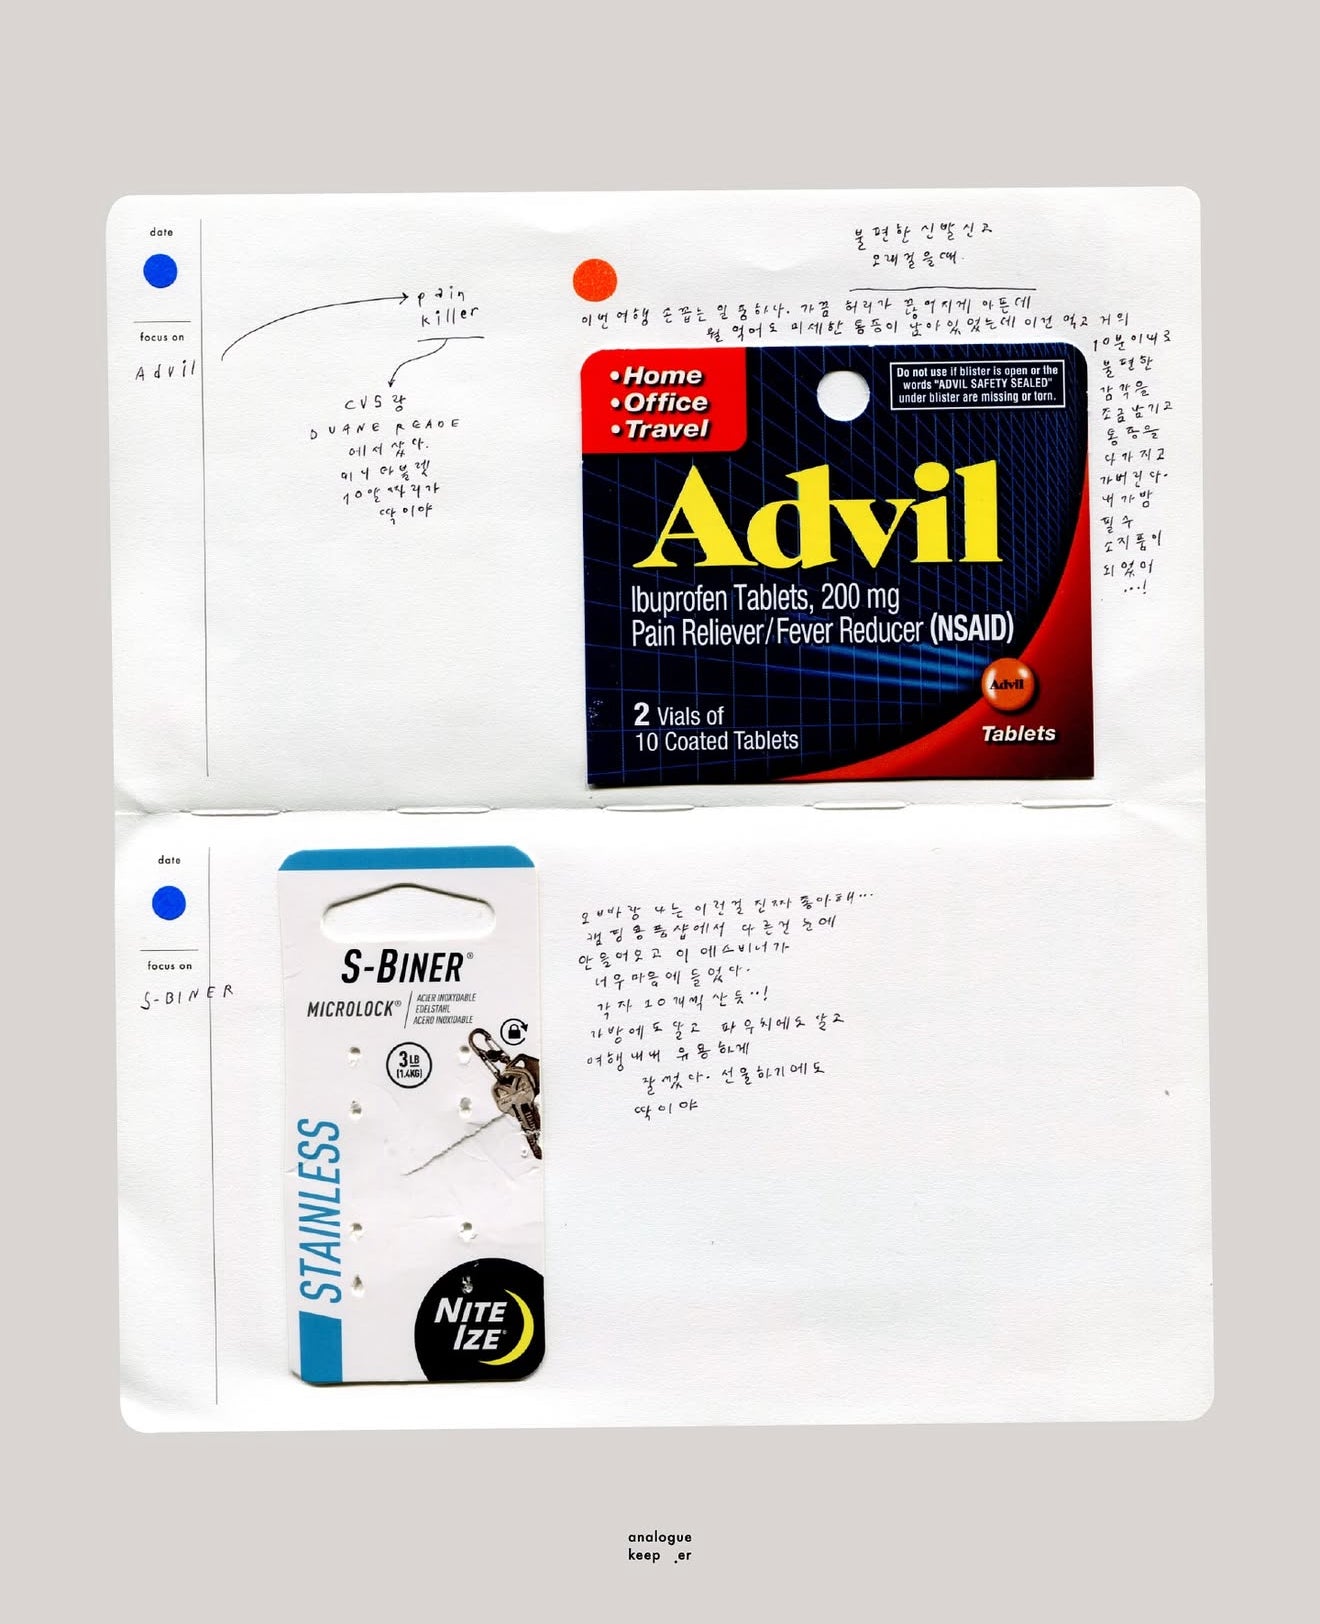 date
focus on
Advil
pain
killer
CVS랑
DUANE READE
에서 샀다.
미니 타블렛
10알 짜리가
딱이야
불편한 신발신고
오래걸을때.
이번여행 손꼽는 일 중하나. 가끔 허리가 끊어지게 아픈데
뭘 먹어도 미세한 통증이 남아있었는데 이건 먹고 거의
10분이내로
불편한
감각을
조금남기고
통증을
다가지고
가버린다.
내가방
필수
소지품이
되었어
...!
•Home
•Office
•Travel
Do not use if blister is open or the
words "ADVIL SAFETY SEALED"
under blister are missing or torn.
Advil
Ibuprofen Tablets, 200 mg
Pain Reliever/Fever Reducer (NSAID)
2 Vials of
10 Coated Tablets
Advil
Tablets
date
focus on
S-BINER
S-BINER®
MICROLOCK®
ACIER INOXYDABLE
EDELSTAHL
ACERO INOXIDABLE
3LB
(1.4KG)
STAINLESS
NITE
IZE®
오빠랑 나는 이런걸 진짜 좋아해...
캠핑용품샵에서 다른건 눈에
안들어오고 이 에스비너가
너무마음에 들었다.
각자 10개씩 산듯..!
가방에도 달고 파우치에도 달고
여행내내 유용하게
잘썼다. 선물하기에도
딱이야
analogue
keep .er